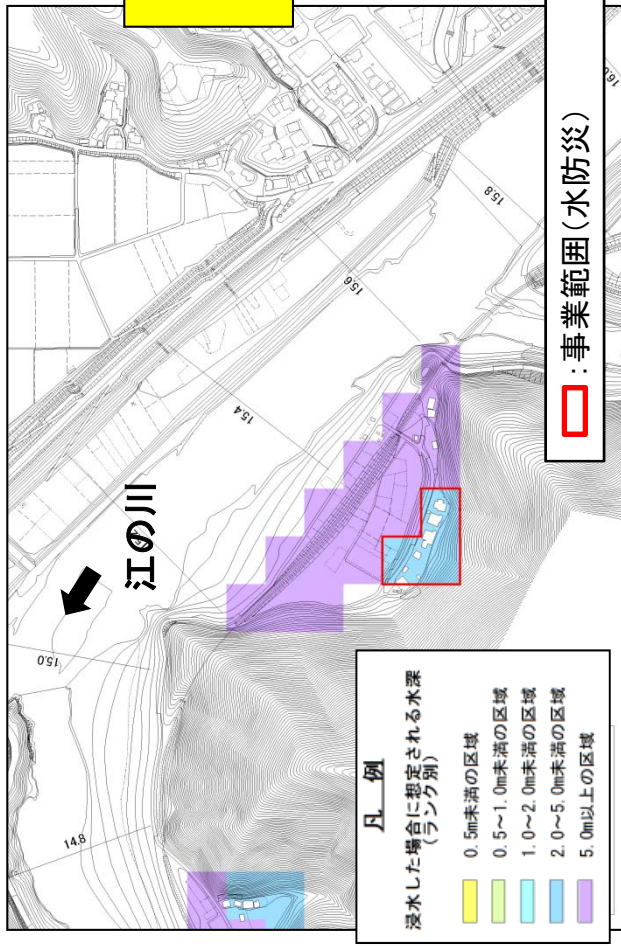 16.0
15.8
15.6
15.4
15.0
14.8
江の川
:事業範囲(水防災)
凡 例
浸水した場合に想定される水深
(ランク別)
0.5m未満の区域
0.5~1.0m未満の区域
1.0~2.0m未満の区域
2.0~5.0m未満の区域
5.0m以上の区域